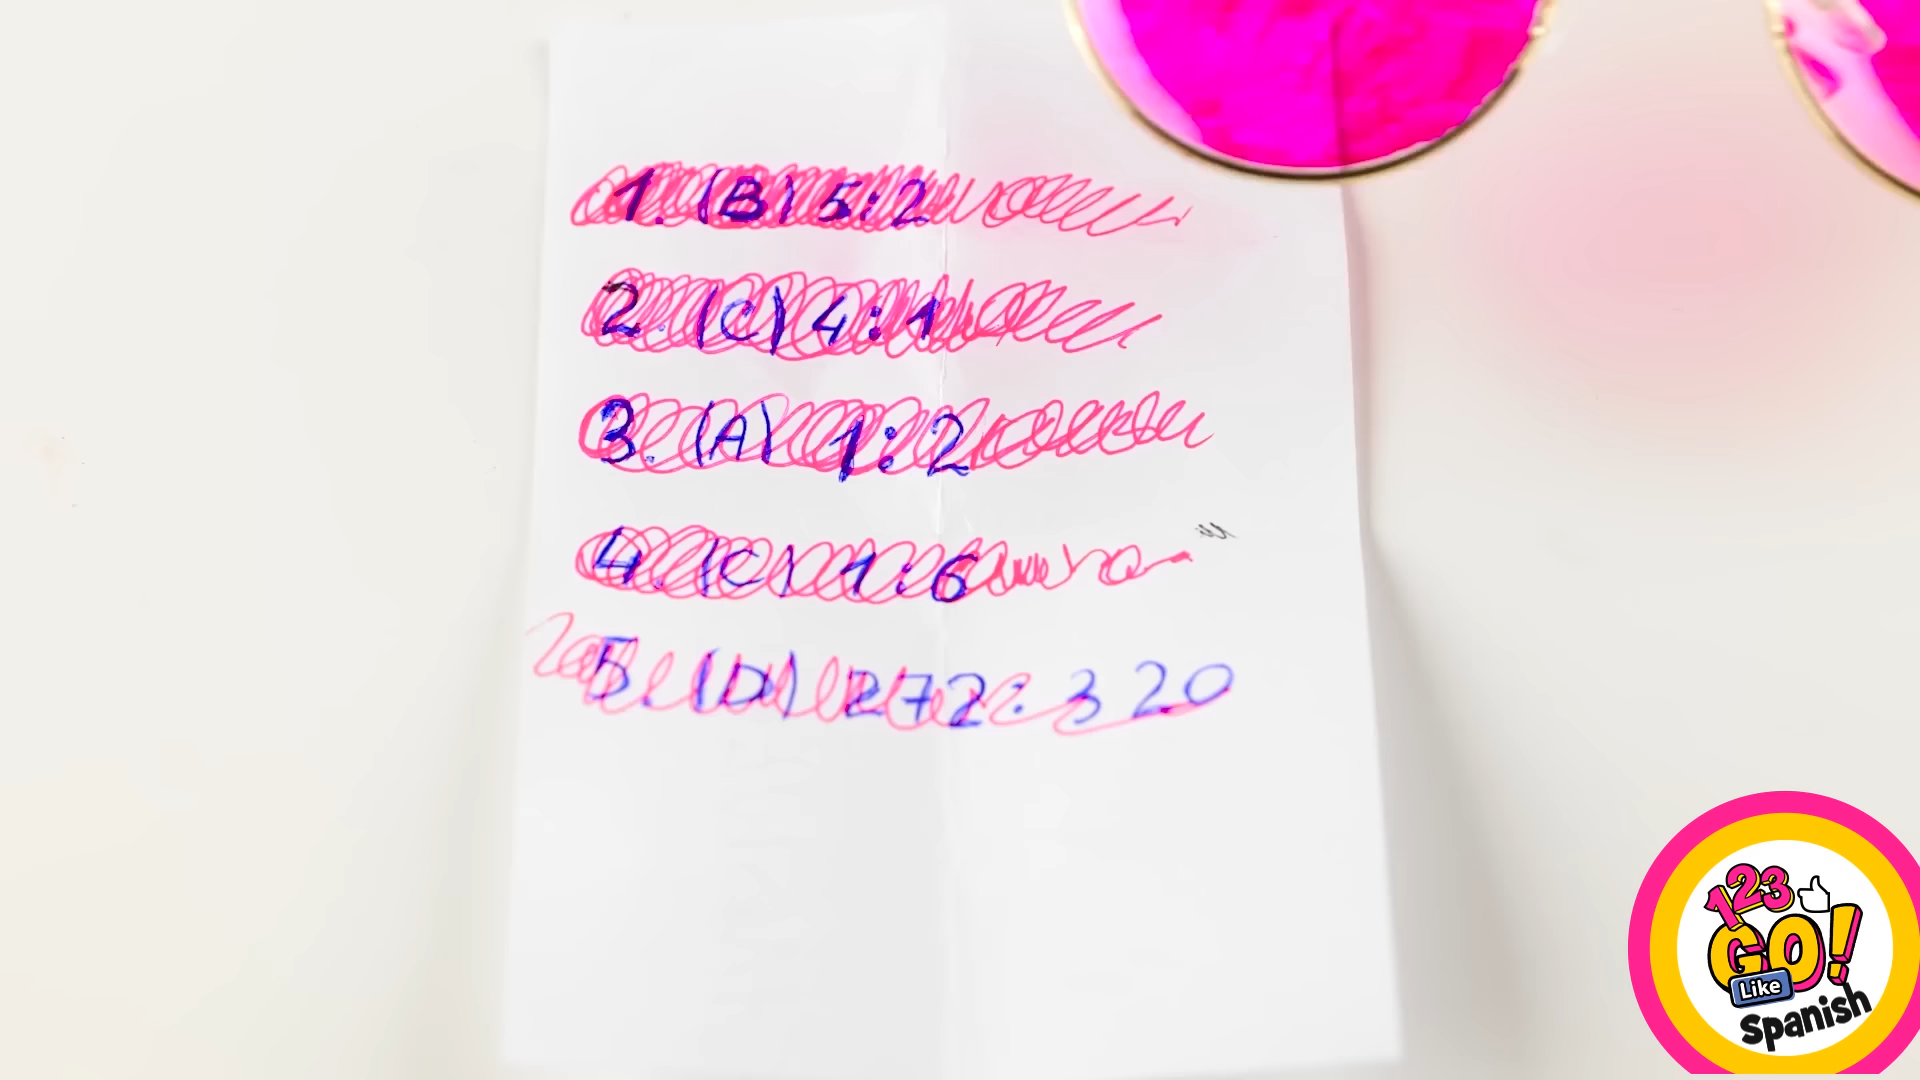 1. (B) 5:2
2. (C) 4:1
3. (A) 1:2
4. (C) 1:6
5. (D) 272:320
123
GO!
Like
Spanish